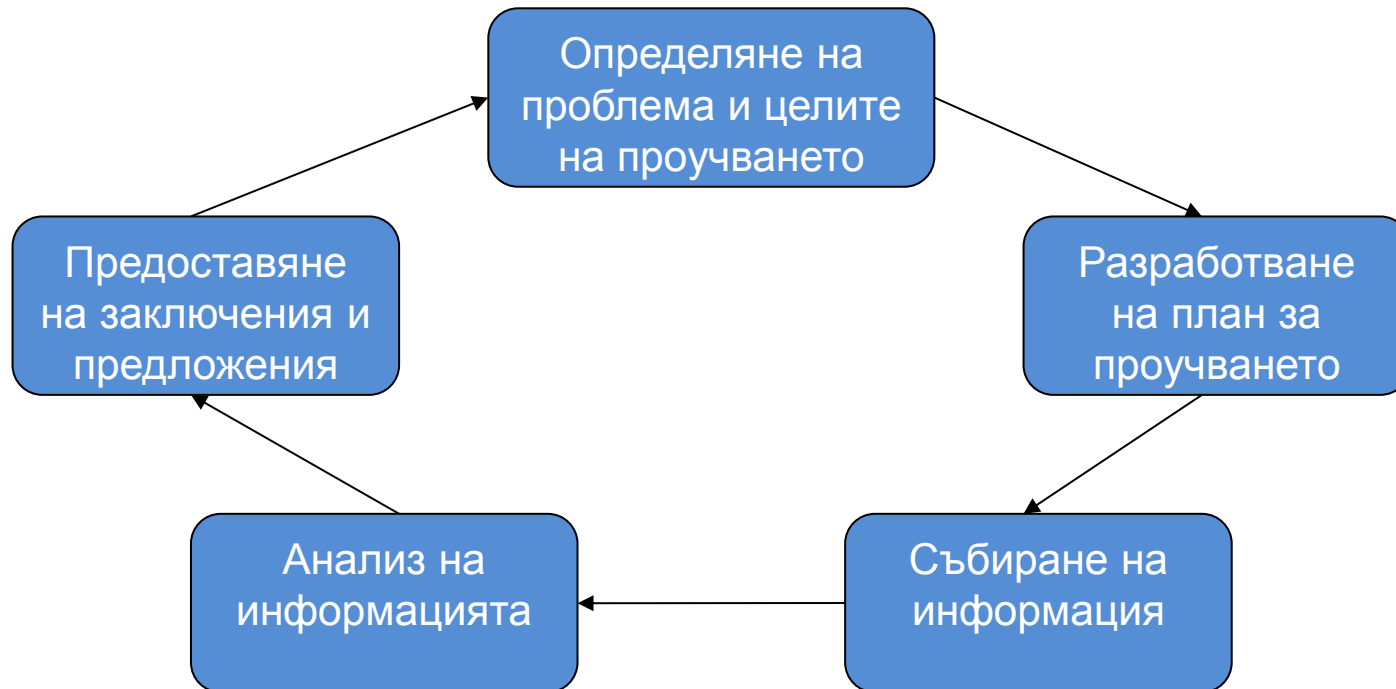 Определяне на
проблема и целите
на проучването
Разработване
на план за
проучването
Събиране на
информация
Анализ на
информацията
Предоставяне
на заключения и
предложения